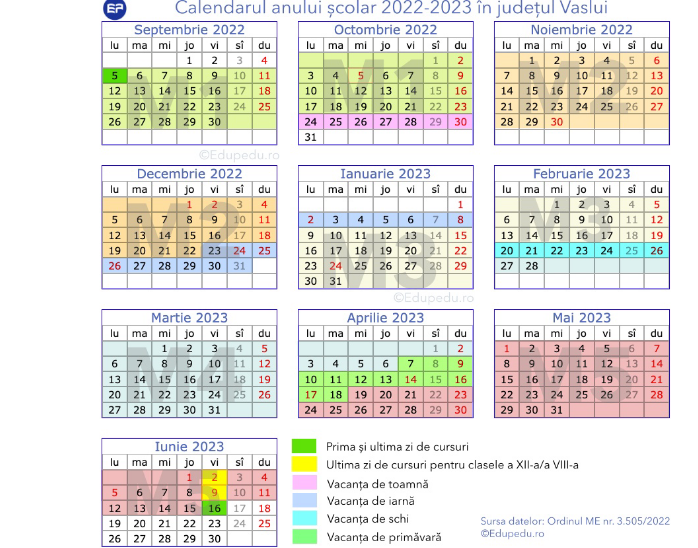 EP
Calendarul anului școlar 2022-2023 în județul Vaslui
Septembrie 2022
lu ma mi jo vi sî du
1 2 3 4
5 6 7 8 9 10 11
12 13 14 15 16 17 18
19 20 21 22 23 24 25
26 27 28 29 30
M1
Octombrie 2022
lu ma mi jo vi sî du
1 2
3 4 5 6 7 8 9
10 11 12 13 14 15 16
17 18 19 20 21 22 23
24 25 26 27 28 29 30
31
M1
Noiembrie 2022
lu ma mi jo vi sî du
1 2 3 4 5 6
7 8 9 10 11 12 13
14 15 16 17 18 19 20
21 22 23 24 25 26 27
28 29 30
M2
©Edupedu.ro
Decembrie 2022
lu ma mi jo vi sî du
1 2 3 4
5 6 7 8 9 10 11
12 13 14 15 16 17 18
19 20 21 22 23 24 25
26 27 28 29 30 31
M2
Ianuarie 2023
lu ma mi jo vi sî du
1
2 3 4 5 6 7 8
9 10 11 12 13 14 15
16 17 18 19 20 21 22
23 24 25 26 27 28 29
30 31
M3
Februarie 2023
lu ma mi jo vi sî du
1 2 3 4 5
6 7 8 9 10 11 12
13 14 15 16 17 18 19
20 21 22 23 24 25 26
27 28
M3
©Edupedu.ro
Martie 2023
lu ma mi jo vi sî du
1 2 3 4 5
6 7 8 9 10 11 12
13 14 15 16 17 18 19
20 21 22 23 24 25 26
27 28 29 30 31
M4
Aprilie 2023
lu ma mi jo vi sî du
1 2
3 4 5 6 7 8 9
10 11 12 13 14 15 16
17 18 19 20 21 22 23
24 25 26 27 28 29 30
Mai 2023
lu ma mi jo vi sî du
1 2 3 4 5 6 7
8 9 10 11 12 13 14
15 16 17 18 19 20 21
22 23 24 25 26 27 28
29 30 31
M5
Iunie 2023
lu ma mi jo vi sî du
1 2 3 4
5 6 7 8 9 10 11
12 13 14 15 16 17 18
19 20 21 22 23 24 25
26 27 28 29 30
M5
Prima și ultima zi de cursuri
Ultima zi de cursuri pentru clasele a XII-a/a VIII-a
Vacanța de toamnă
Vacanța de iarnă
Vacanța de schi
Vacanța de primăvară
Sursa datelor: Ordinul ME nr. 3.505/2022
©Edupedu.ro